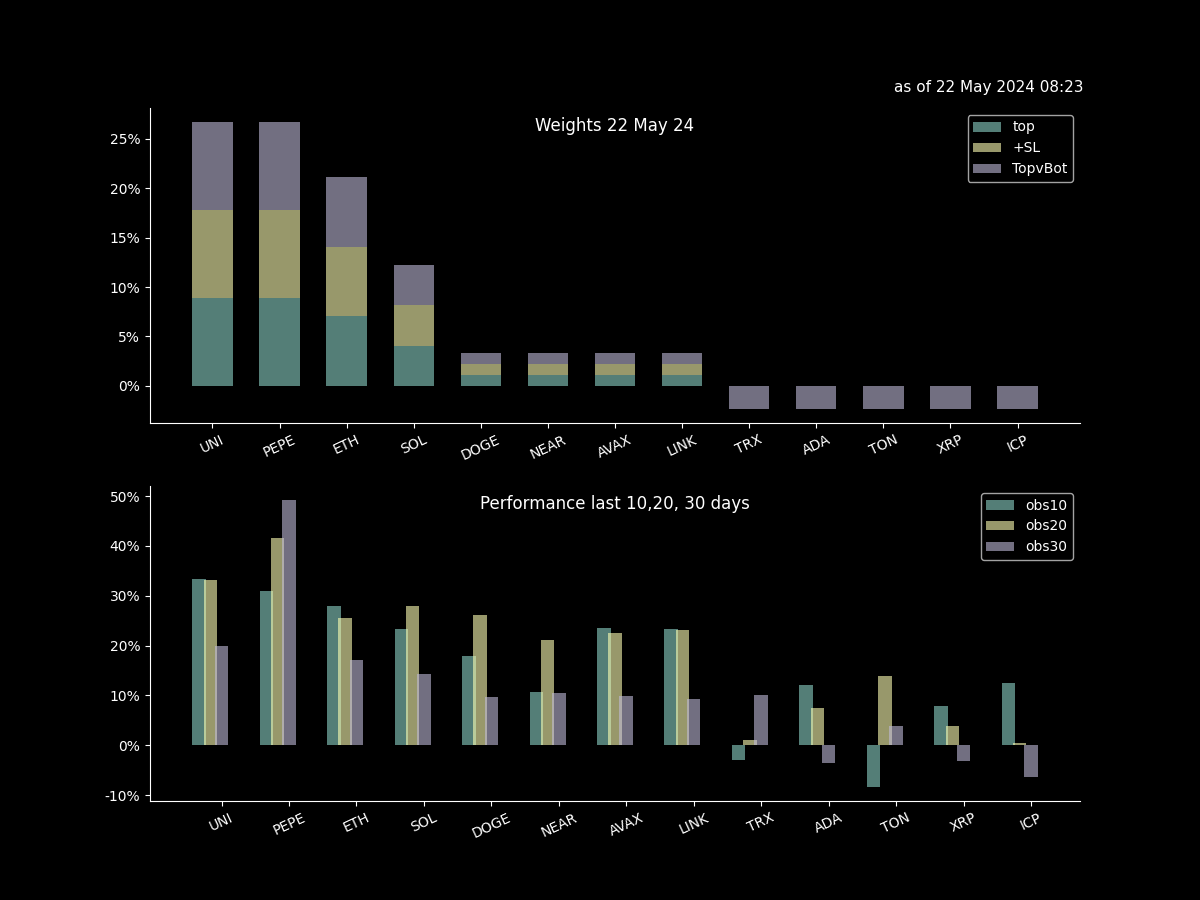 as of 22 May 2024 08:23
Weights 22 May 24
top
+SL
TopvBot
25%
20%
15%
10%
5%
0%
UNI PEPE ETH SOL DOGE NEAR AVAX LINK TRX ADA TON XRP ICP
Performance last 10,20, 30 days
obs10
obs20
obs30
50%
40%
30%
20%
10%
0%
-10%
UNI PEPE ETH SOL DOGE NEAR AVAX LINK TRX ADA TON XRP ICP